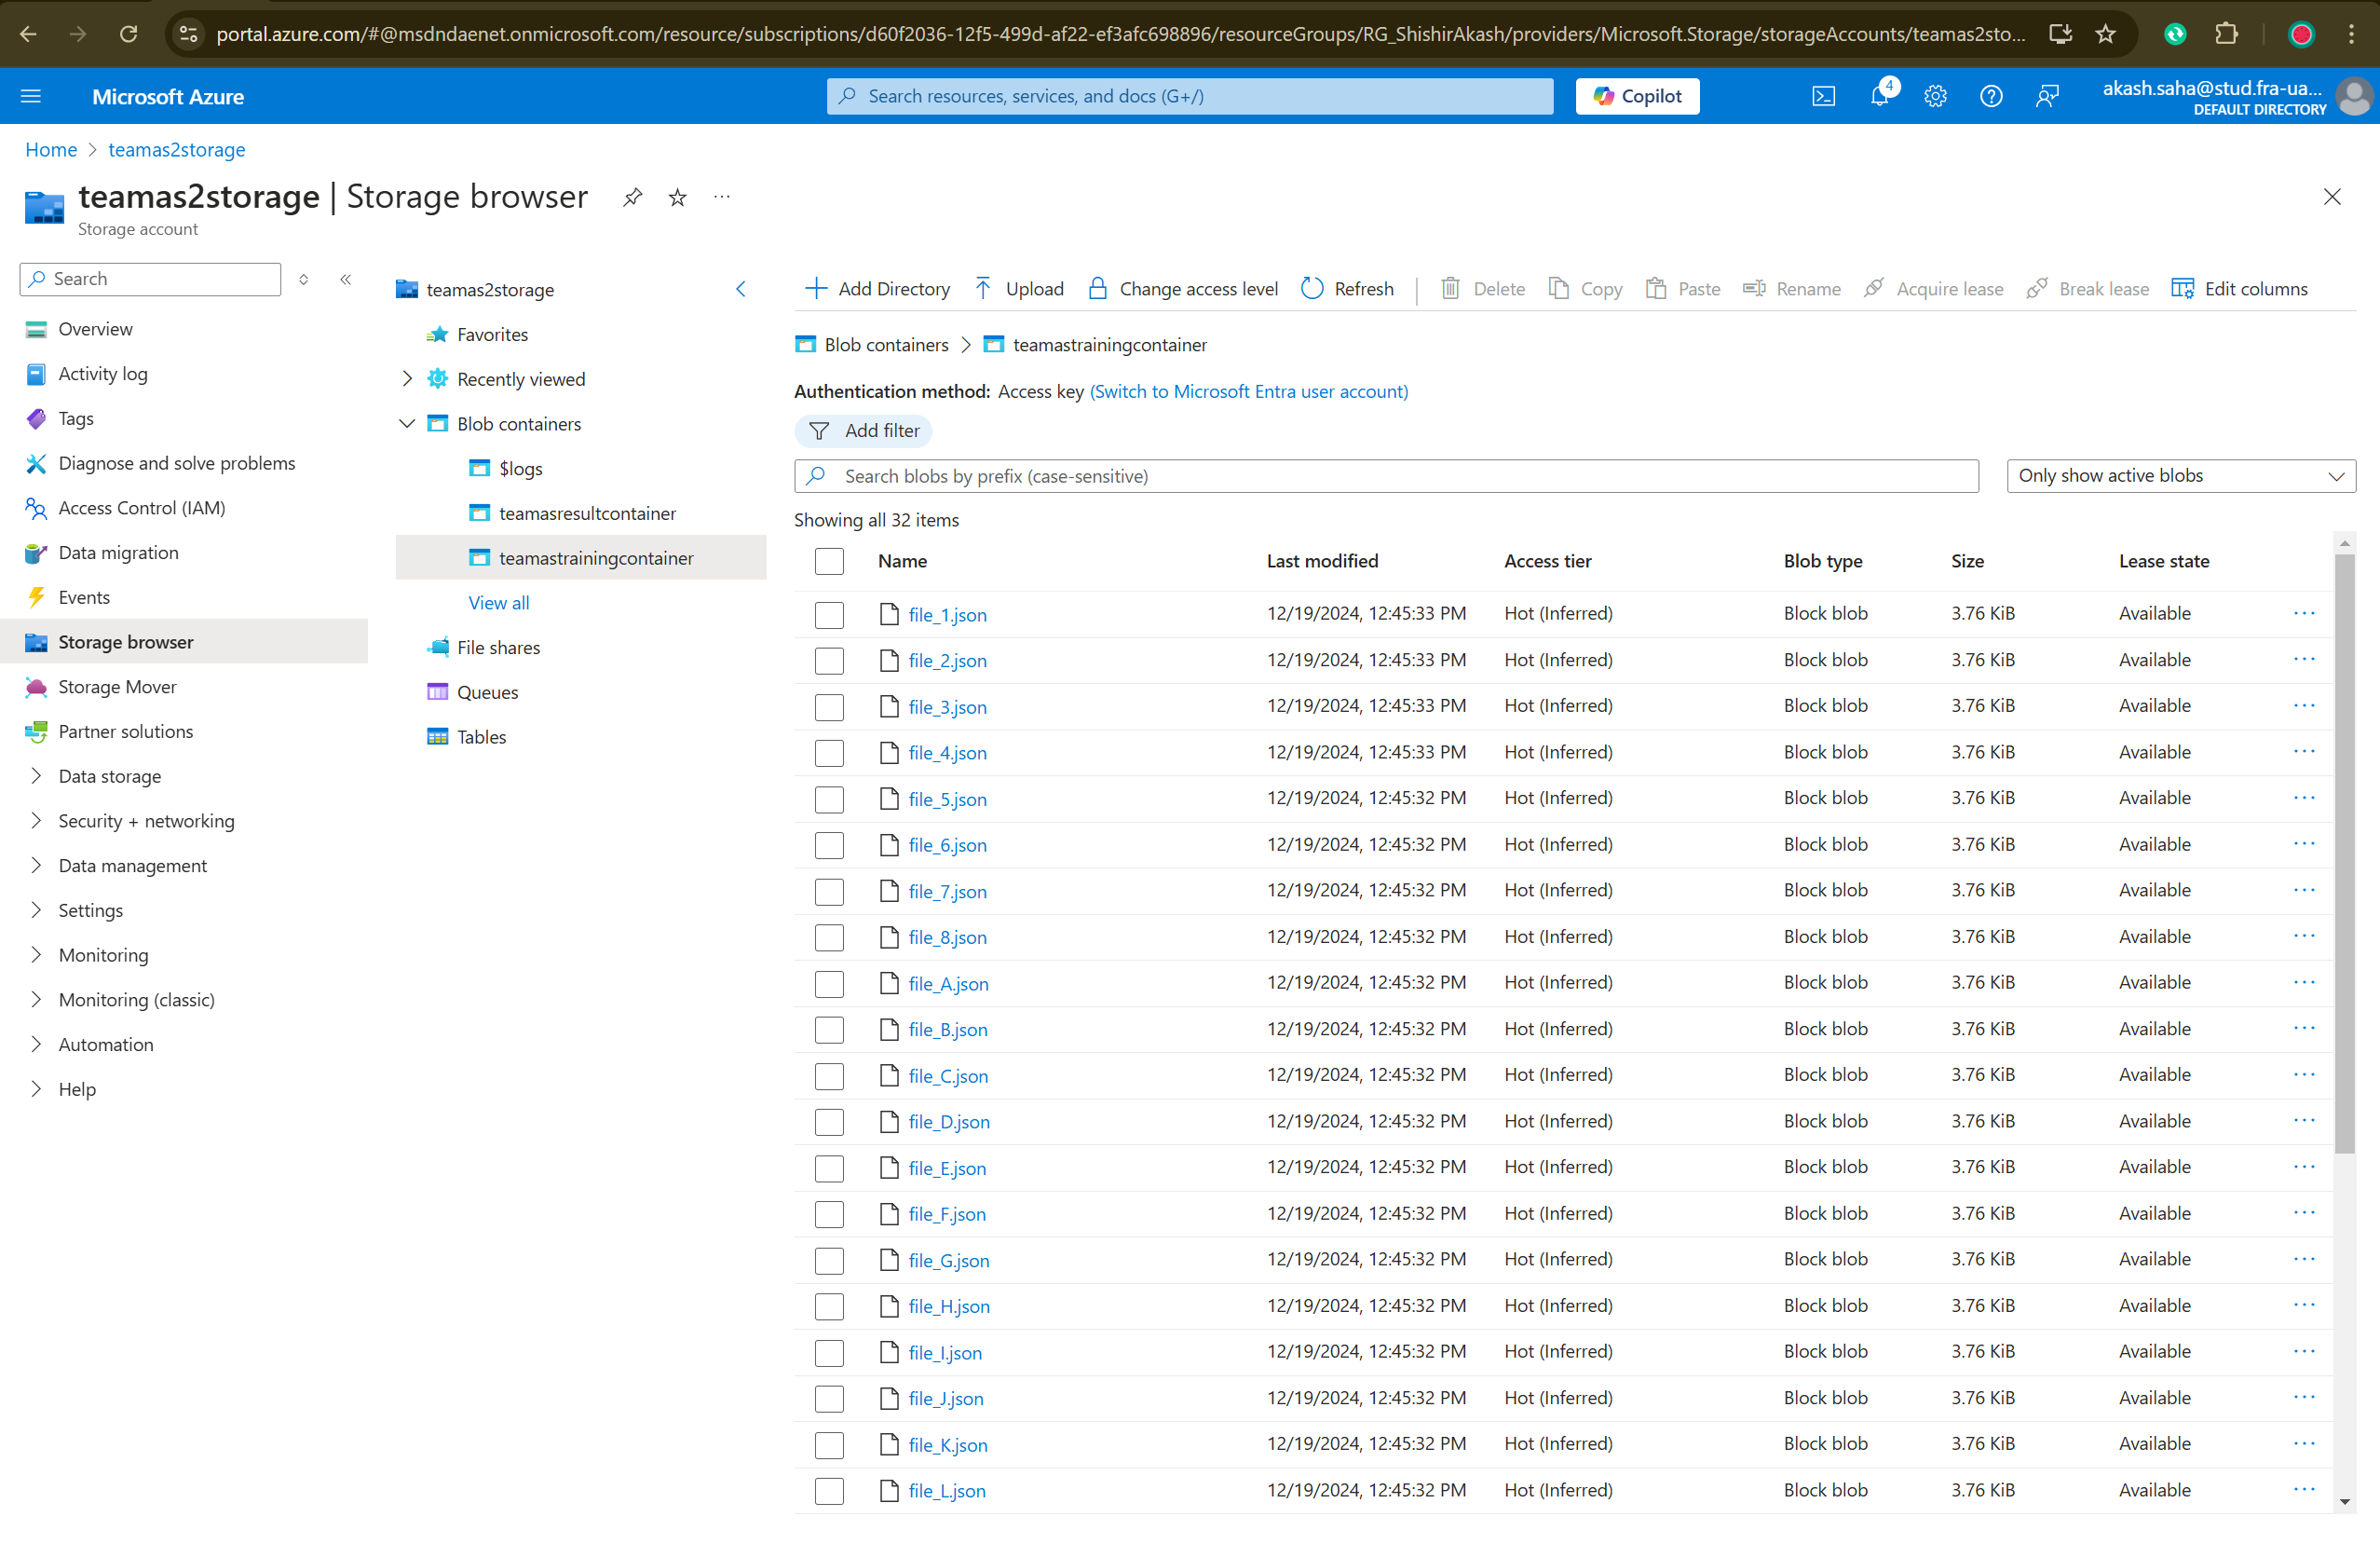 portal.azure.com/#@msdndaenet.onmicrosoft.com/resource/subscriptions/d60f2036-12f5-499d-af22-ef3afc698896/resourceGroups/RG_ShishirAkash/providers/Microsoft.Storage/storageAccounts/teamas2sto...
Microsoft Azure
Search resources, services, and docs (G+/)
Copilot
4
akash.saha@stud.fra-ua...
DEFAULT DIRECTORY
Home > teamas2storage
teamas2storage | Storage browser
Storage account
Search
Overview
Activity log
Tags
Diagnose and solve problems
Access Control (IAM)
Data migration
Events
Storage browser
Storage Mover
Partner solutions
Data storage
Security + networking
Data management
Settings
Monitoring
Monitoring (classic)
Automation
Help
teamas2storage
Favorites
Recently viewed
Blob containers
$logs
teamasresultcontainer
teamastrainingcontainer
View all
File shares
Queues
Tables
Add Directory Upload Change access level Refresh Delete Copy Paste Rename Acquire lease Break lease Edit columns
Blob containers > teamastrainingcontainer
Authentication method: Access key (Switch to Microsoft Entra user account)
Add filter
Search blobs by prefix (case-sensitive)
Only show active blobs
Showing all 32 items
Name Last modified Access tier Blob type Size Lease state
file_1.json 12/19/2024, 12:45:33 PM Hot (Inferred) Block blob 3.76 KiB Available
file_2.json 12/19/2024, 12:45:33 PM Hot (Inferred) Block blob 3.76 KiB Available
file_3.json 12/19/2024, 12:45:33 PM Hot (Inferred) Block blob 3.76 KiB Available
file_4.json 12/19/2024, 12:45:33 PM Hot (Inferred) Block blob 3.76 KiB Available
file_5.json 12/19/2024, 12:45:32 PM Hot (Inferred) Block blob 3.76 KiB Available
file_6.json 12/19/2024, 12:45:32 PM Hot (Inferred) Block blob 3.76 KiB Available
file_7.json 12/19/2024, 12:45:32 PM Hot (Inferred) Block blob 3.76 KiB Available
file_8.json 12/19/2024, 12:45:32 PM Hot (Inferred) Block blob 3.76 KiB Available
file_A.json 12/19/2024, 12:45:32 PM Hot (Inferred) Block blob 3.76 KiB Available
file_B.json 12/19/2024, 12:45:32 PM Hot (Inferred) Block blob 3.76 KiB Available
file_C.json 12/19/2024, 12:45:32 PM Hot (Inferred) Block blob 3.76 KiB Available
file_D.json 12/19/2024, 12:45:32 PM Hot (Inferred) Block blob 3.76 KiB Available
file_E.json 12/19/2024, 12:45:32 PM Hot (Inferred) Block blob 3.76 KiB Available
file_F.json 12/19/2024, 12:45:32 PM Hot (Inferred) Block blob 3.76 KiB Available
file_G.json 12/19/2024, 12:45:32 PM Hot (Inferred) Block blob 3.76 KiB Available
file_H.json 12/19/2024, 12:45:32 PM Hot (Inferred) Block blob 3.76 KiB Available
file_I.json 12/19/2024, 12:45:32 PM Hot (Inferred) Block blob 3.76 KiB Available
file_J.json 12/19/2024, 12:45:32 PM Hot (Inferred) Block blob 3.76 KiB Available
file_K.json 12/19/2024, 12:45:32 PM Hot (Inferred) Block blob 3.76 KiB Available
file_L.json 12/19/2024, 12:45:32 PM Hot (Inferred) Block blob 3.76 KiB Available